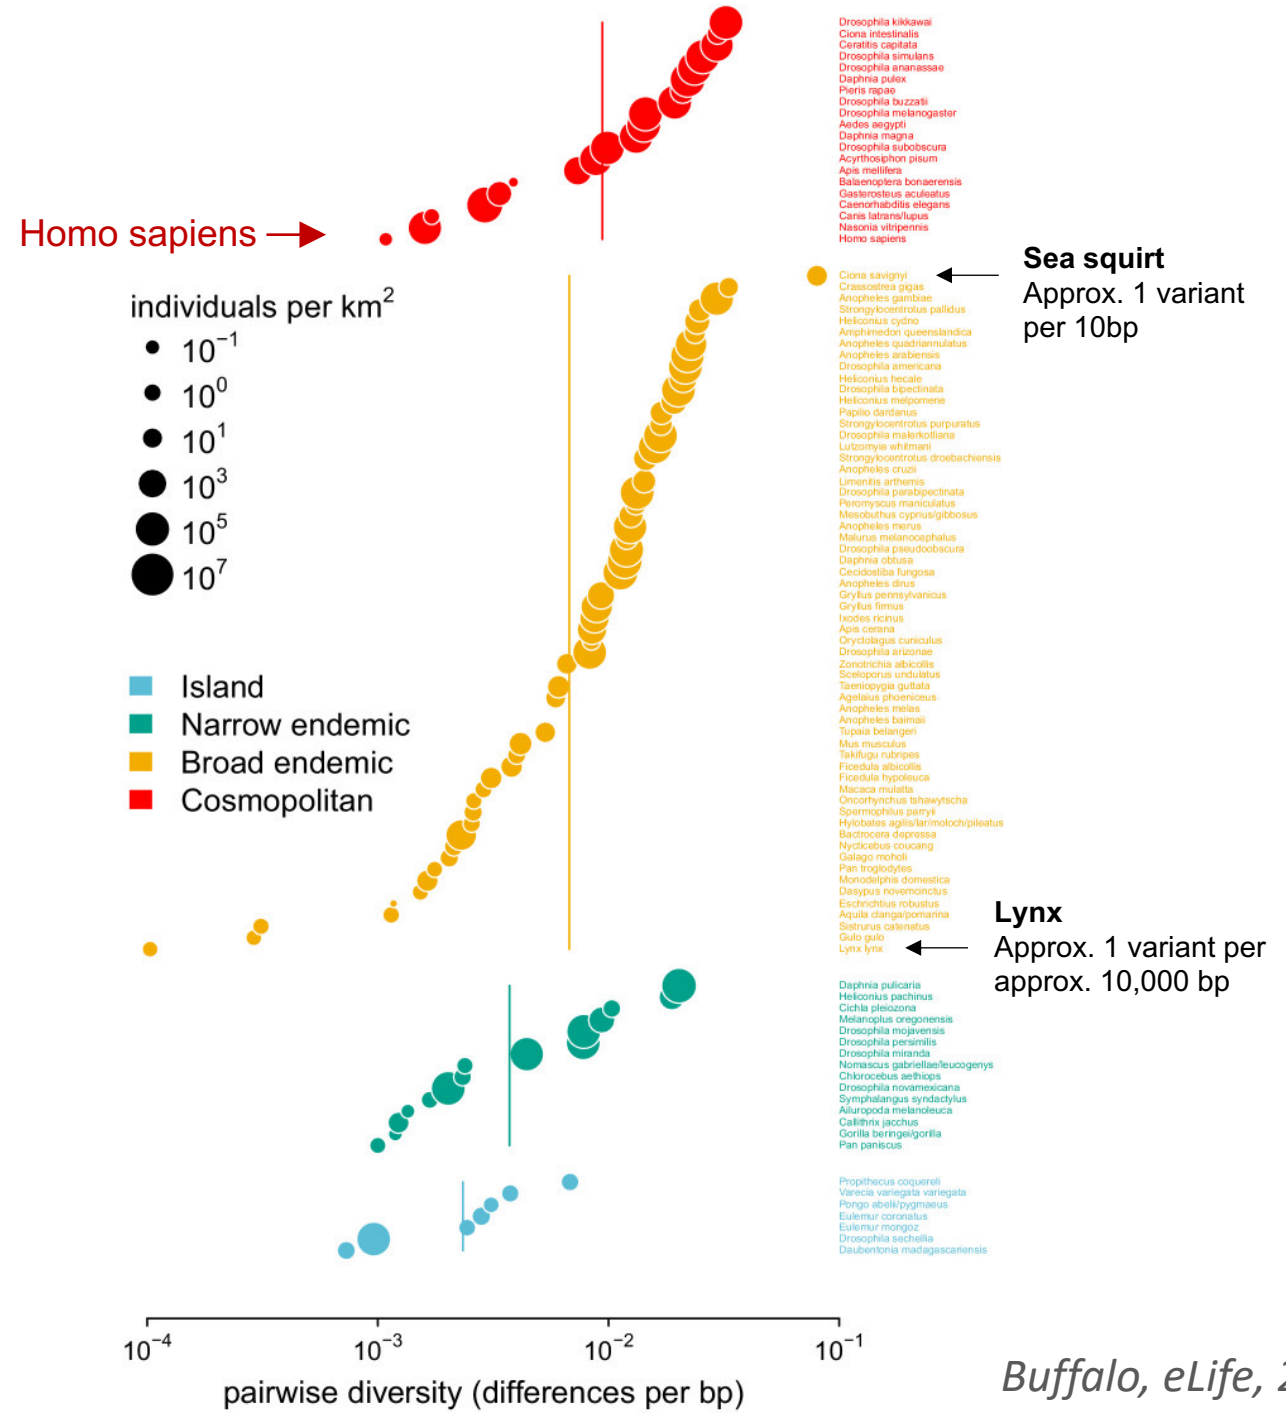 Drosophila kikkawai
Ciona intestinalis
Ceratitis capitata
Drosophila simulans
Drosophila ananassae
Daphnia pulex
Pieris rapae
Drosophila buzzatii
Drosophila melanogaster
Aedes aegypti
Daphnia magna
Drosophila subobscura
Acyrthosiphon pisum
Apis mellifera
Balaenoptera bonaerensis
Gasterosteus aculeatus
Caenorhabditis elegans
Canis latrans/lupus
Nasonia vitripennis
Homo sapiens
Homo sapiens
individuals per km²
10⁻¹
10⁰
10¹
10³
10⁵
10⁷
Island
Narrow endemic
Broad endemic
Cosmopolitan
Ciona savignyi
Crassostrea gigas
Anopheles gambiae
Strongylocentrotus pallidus
Heliconius cydno
Amphimedon queenslandica
Anopheles quadriannulatus
Anopheles arabiensis
Drosophila americana
Heliconius hecale
Drosophila bipectinata
Heliconius melpomene
Papilio dardanus
Strongylocentrotus purpuratus
Drosophila malerkotliana
Lutzomyia whitmani
Strongylocentrotus droebachiensis
Anopheles cruzii
Limenitis arthemis
Drosophila parabipectinata
Peromyscus maniculatus
Mesobuthus cyprius/gibbosus
Anopheles merus
Malurus melanocephalus
Drosophila pseudoobscura
Daphnia obtusa
Cecidostiba fungosa
Anopheles dirus
Gryllus pennsylvanicus
Gryllus firmus
Ixodes ricinus
Apis cerana
Oryctolagus cuniculus
Drosophila arizonae
Zonotrichia albicollis
Sceloporus undulatus
Taeniopygia guttata
Agelaius phoeniceus
Anopheles melas
Anopheles baimaii
Tupaia belangeri
Mus musculus
Takifugu rubripes
Ficedula albicollis
Ficedula hypoleuca
Macaca mulatta
Oncorhynchus tshawytscha
Spermophilus parryii
Hylobates agilis/lar/moloch/pileatus
Bactrocera depressa
Nycticebus coucang
Galago moholi
Pan troglodytes
Monodelphis domestica
Dasypus novemcinctus
Eschrichtius robustus
Aquila clanga/pomarina
Sistrurus catenatus
Gulo gulo
Lynx lynx
Sea squirt
Approx. 1 variant
per 10bp
Lynx
Approx. 1 variant per
approx. 10,000 bp
Daphnia pulicaria
Heliconius pachinus
Cichla pleiozona
Melanoplus oregonensis
Drosophila mojavensis
Drosophila persimilis
Drosophila miranda
Nomascus gabriellae/leucogenys
Chlorocebus aethiops
Drosophila novamexicana
Symphalangus syndactylus
Ailuropoda melanoleuca
Callithrix jacchus
Gorilla beringei/gorilla
Pan paniscus
Propithecus coquereli
Varecia variegata variegata
Pongo abelii/pygmaeus
Eulemur coronatus
Eulemur mongoz
Drosophila sechellia
Daubentonia madagascariensis
10⁻⁴
10⁻³
10⁻²
10⁻¹
pairwise diversity (differences per bp)
Buffalo, eLife, 2